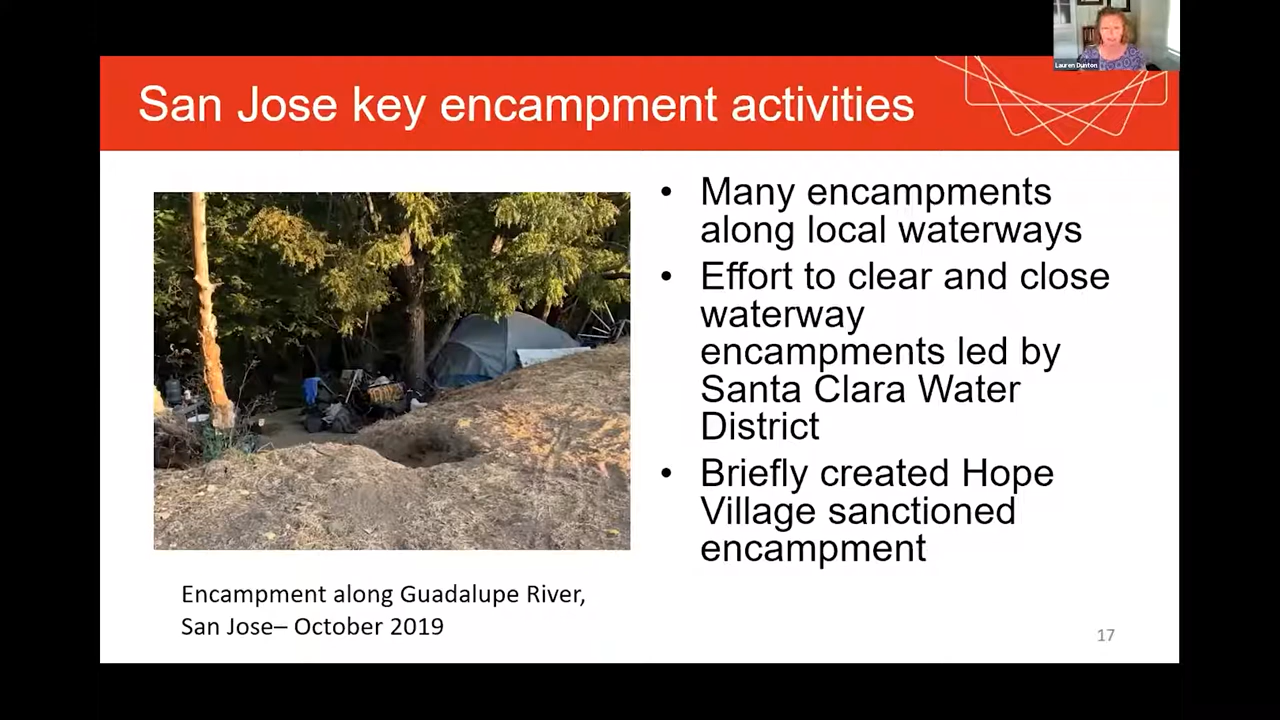 Lauren Dunton
San Jose key encampment activities
• Many encampments
along local waterways
• Effort to clear and close
waterway
encampments led by
Santa Clara Water
District
• Briefly created Hope
Village sanctioned
encampment
Encampment along Guadalupe River,
San Jose– October 2019
17